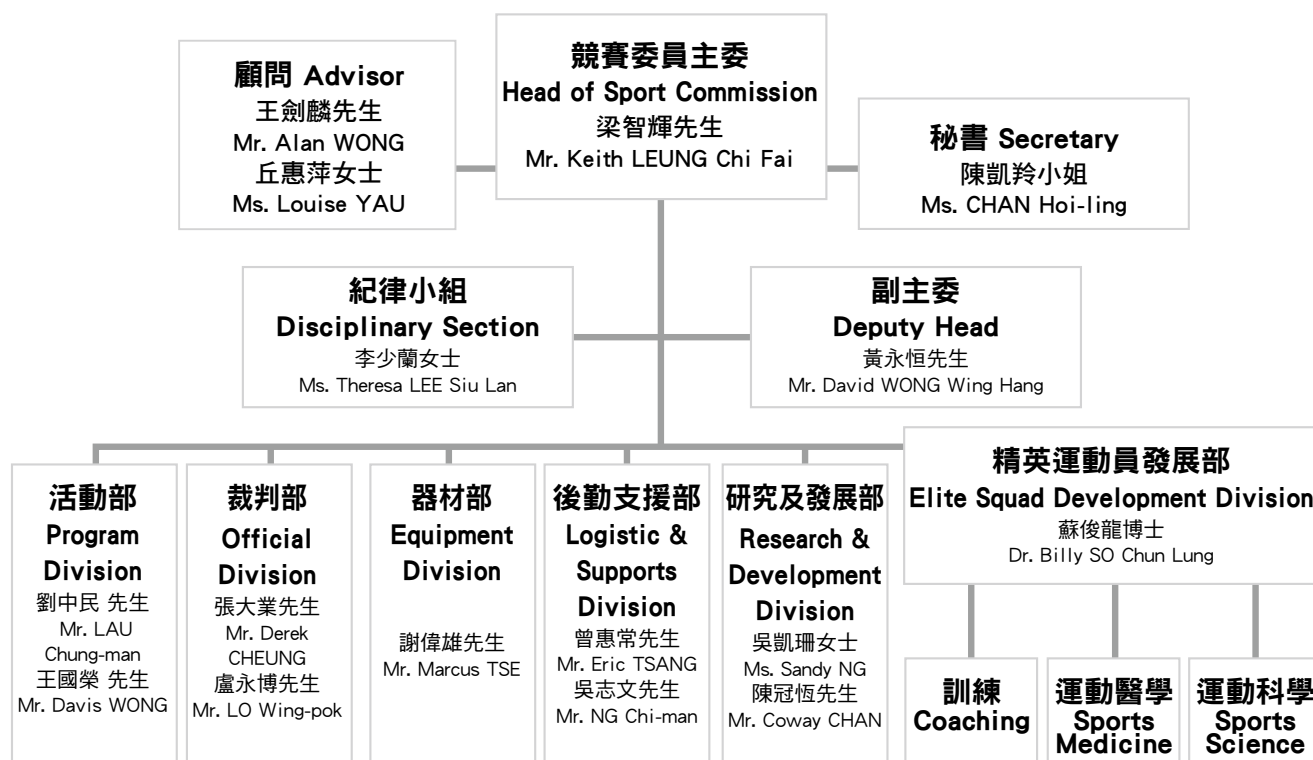 顧問 Advisor
王劍麟先生
Mr. Alan WONG
丘惠萍女士
Ms. Louise YAU
競賽委員主委
Head of Sport Commission
梁智輝先生
Mr. Keith LEUNG Chi Fai
秘書 Secretary
陳凱羚小姐
Ms. CHAN Hoi-ling
紀律小組
Disciplinary Section
李少蘭女士
Ms. Theresa LEE Siu Lan
副主委
Deputy Head
黃永恒先生
Mr. David WONG Wing Hang
活動部
Program
Division
劉中民 先生
Mr. LAU
Chung-man
王國榮 先生
Mr. Davis WONG
裁判部
Official
Division
張大業先生
Mr. Derek
CHEUNG
盧永博先生
Mr. LO Wing-pok
器材部
Equipment
Division
謝偉雄先生
Mr. Marcus TSE
後勤支援部
Logistic &
Supports
Division
曾惠常先生
Mr. Eric TSANG
吳志文先生
Mr. NG Chi-man
研究及發展部
Research &
Development
Division
吳凱珊女士
Ms. Sandy NG
陳冠恆先生
Mr. Coway CHAN
精英運動員發展部
Elite Squad Development Division
蘇俊龍博士
Dr. Billy SO Chun Lung
訓練
Coaching
運動醫學
Sports
Medicine
運動科學
Sports
Science